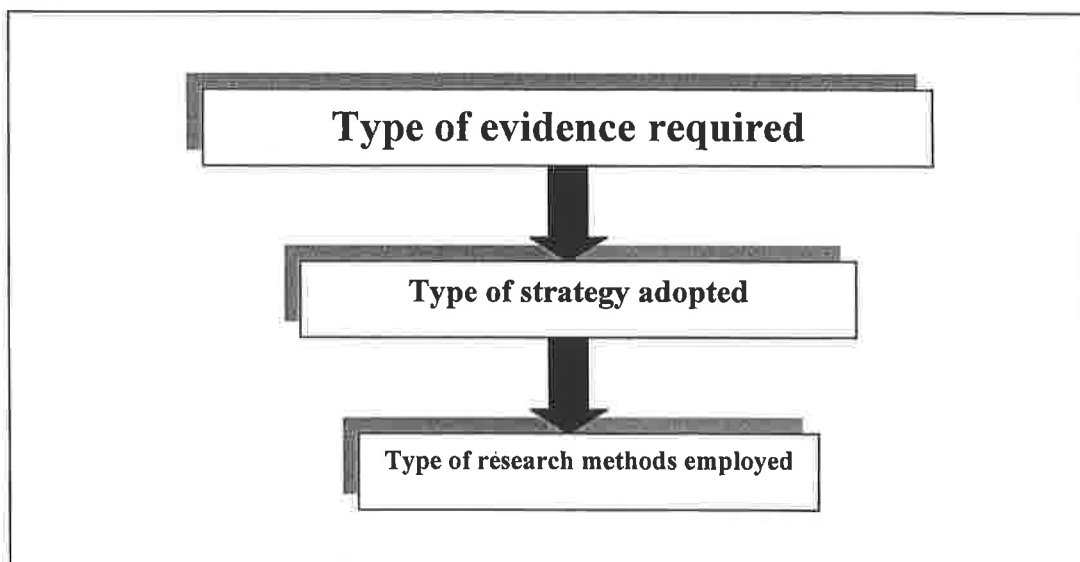 Type of evidence required
Type of strategy adopted
Type of research methods employed